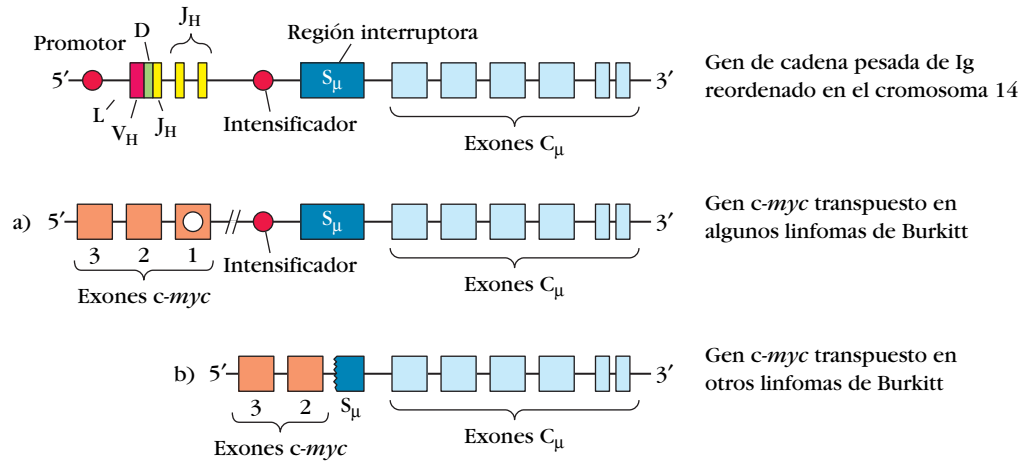 Promotor
D
J_H
Región interruptora
5′
S_μ
3′
L
V_H
J_H
Intensificador
Exones C_μ
Gen de cadena pesada de Ig
reordenado en el cromosoma 14
a)
5′
S_μ
3′
3 2 1
Intensificador
Exones c-myc
Exones C_μ
Gen c-myc transpuesto en
algunos linfomas de Burkitt
b)
5′
3′
3 2
S_μ
Exones c-myc
Exones C_μ
Gen c-myc transpuesto en
otros linfomas de Burkitt